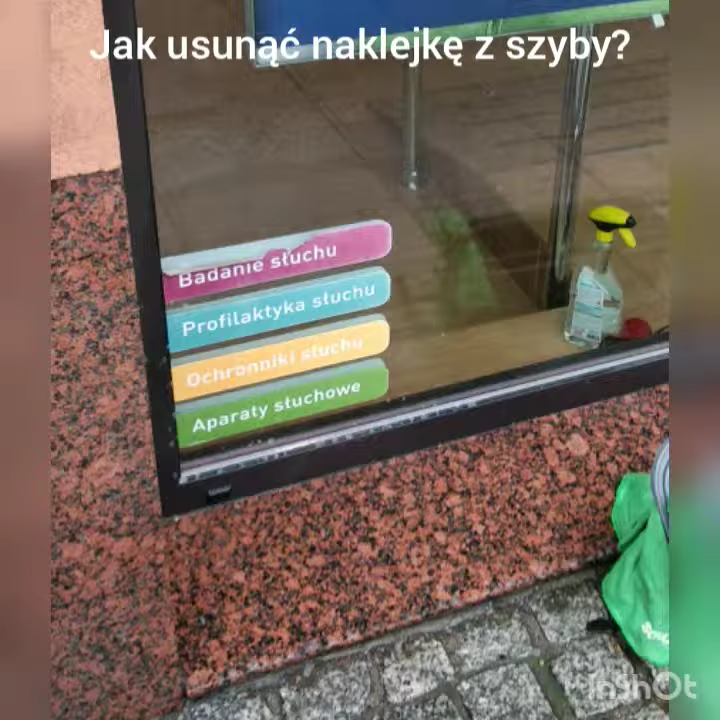 Jak usunąć naklejkę z szyby?
Badanie słuchu
Profilaktyka słuchu
Ochronniki słuchu
Aparaty słuchowe
InShOt